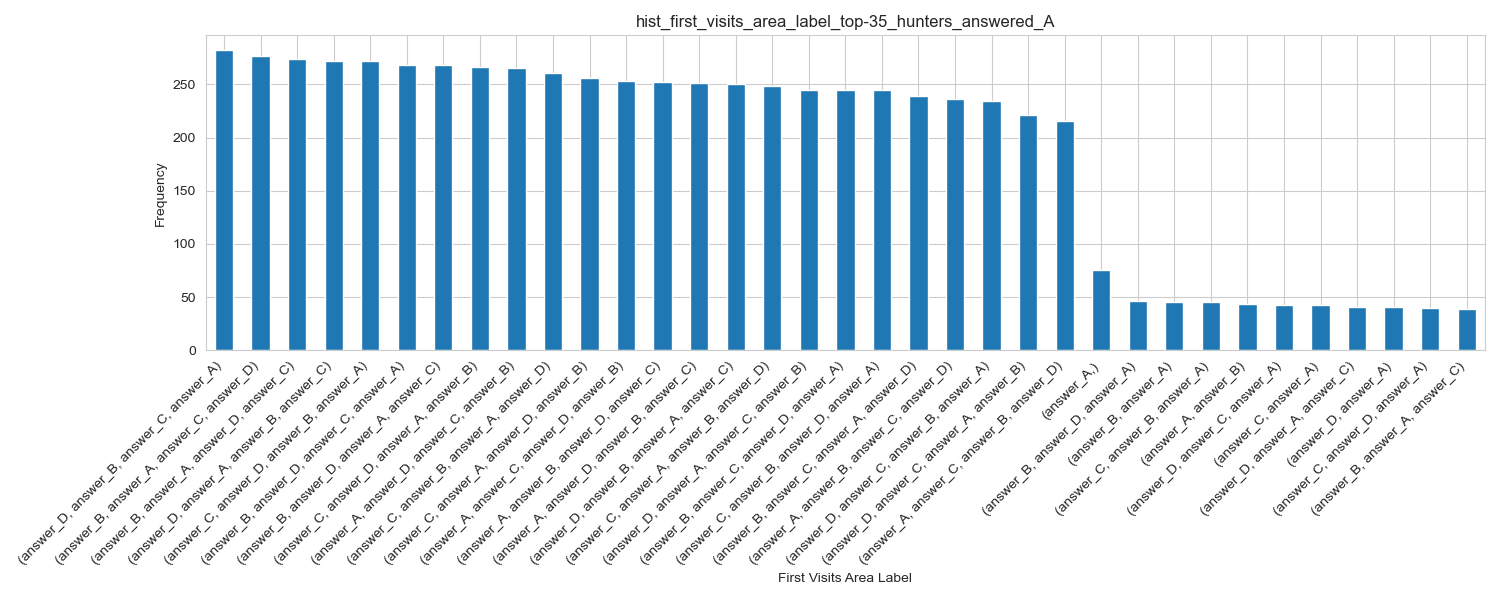 hist_first_visits_area_label_top-35_hunters_answered_A
Frequency
250
200
150
100
50
0
(answer_D, answer_B, answer_C, answer_A)
(answer_B, answer_A, answer_C, answer_D)
(answer_B, answer_A, answer_D, answer_C)
(answer_D, answer_A, answer_B, answer_C)
(answer_C, answer_D, answer_B, answer_A)
(answer_B, answer_D, answer_C, answer_A)
(answer_B, answer_D, answer_A, answer_C)
(answer_C, answer_D, answer_A, answer_B)
(answer_A, answer_D, answer_C, answer_B)
(answer_C, answer_B, answer_A, answer_D)
(answer_C, answer_A, answer_D, answer_B)
(answer_A, answer_C, answer_D, answer_B)
(answer_A, answer_B, answer_D, answer_C)
(answer_A, answer_D, answer_B, answer_C)
(answer_D, answer_B, answer_A, answer_C)
(answer_C, answer_A, answer_B, answer_D)
(answer_D, answer_A, answer_C, answer_B)
(answer_B, answer_C, answer_D, answer_A)
(answer_C, answer_B, answer_D, answer_A)
(answer_B, answer_C, answer_A, answer_D)
(answer_A, answer_B, answer_C, answer_D)
(answer_D, answer_C, answer_B, answer_A)
(answer_D, answer_C, answer_A, answer_B)
(answer_A, answer_C, answer_B, answer_D)
(answer_A,)
(answer_B, answer_D, answer_A)
(answer_B, answer_A)
(answer_C, answer_B, answer_A)
(answer_A, answer_B)
(answer_D, answer_C, answer_A)
(answer_C, answer_A)
(answer_D, answer_A, answer_C)
(answer_D, answer_A)
(answer_C, answer_D, answer_A)
(answer_B, answer_A, answer_C)
First Visits Area Label